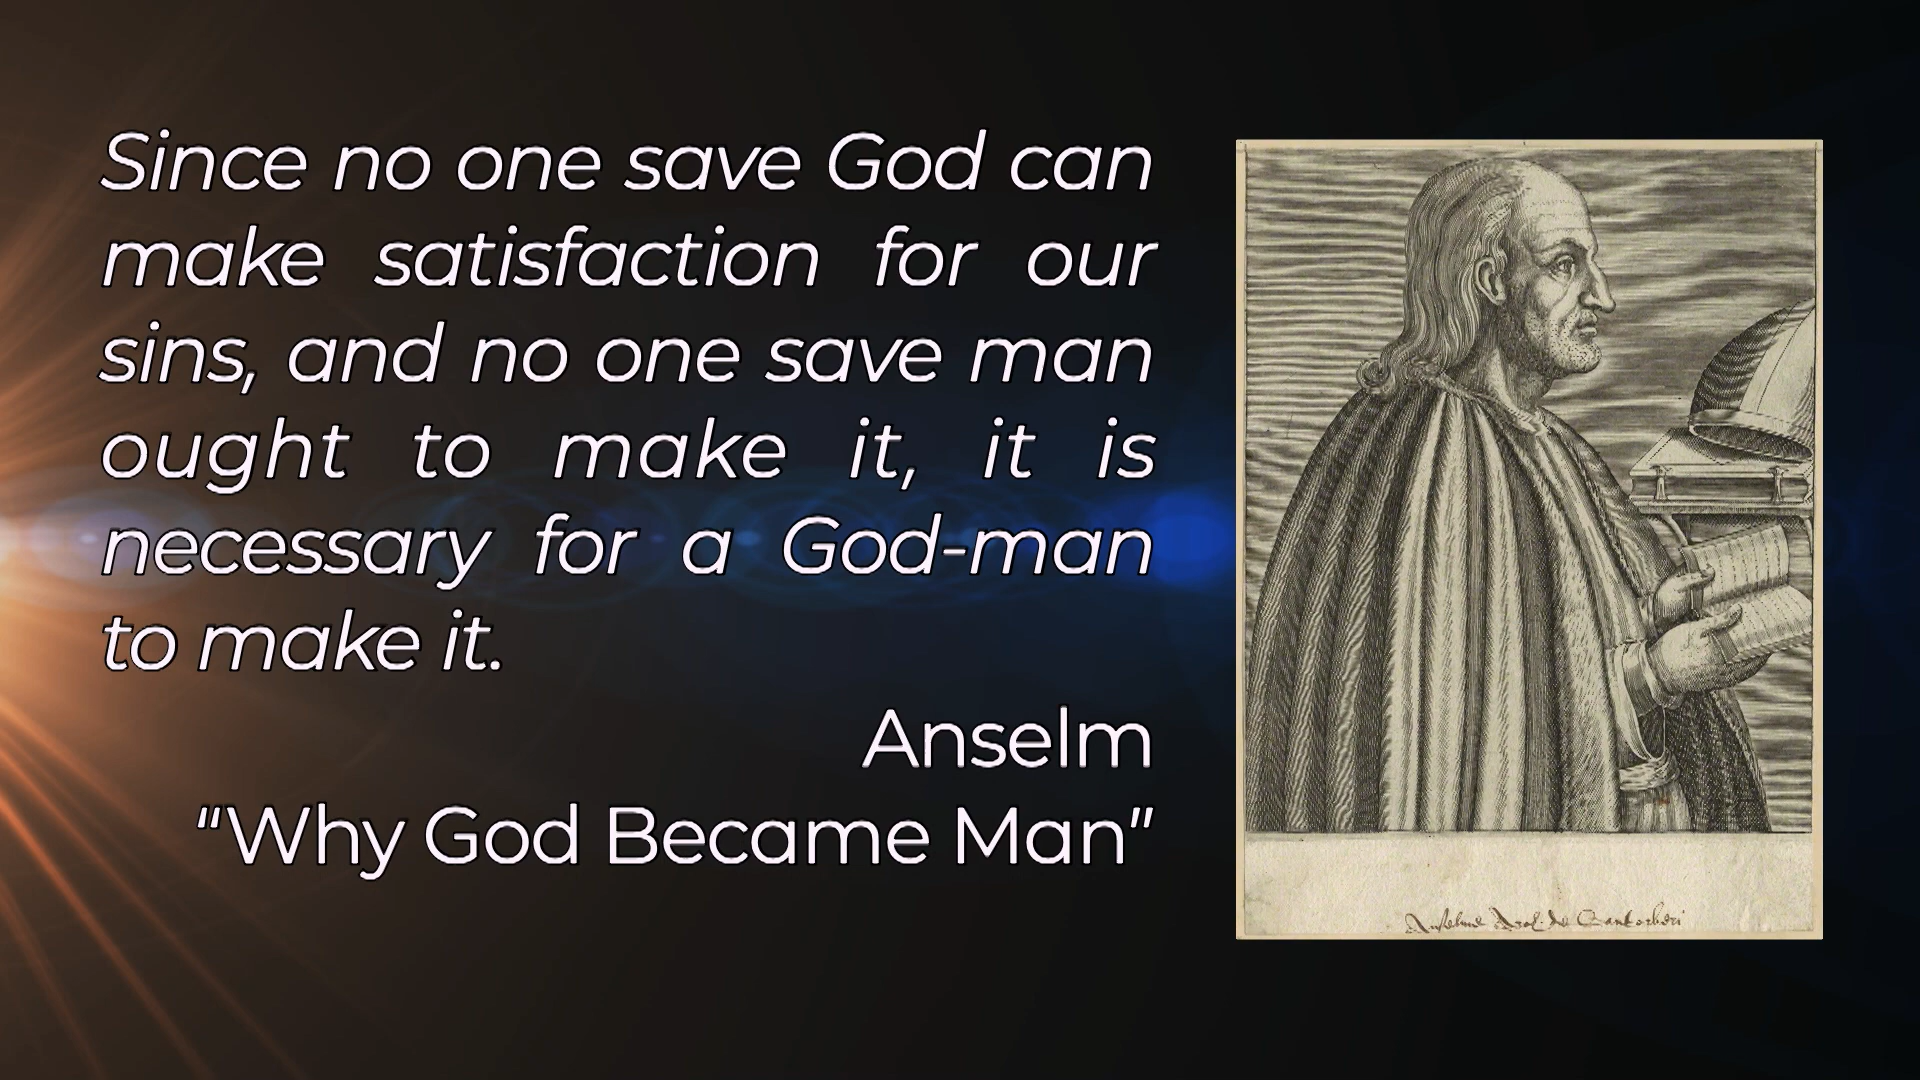 Since no one save God can
make satisfaction for our
sins, and no one save man
ought to make it, it is
necessary for a God-man
to make it.
Anselm
“Why God Became Man”